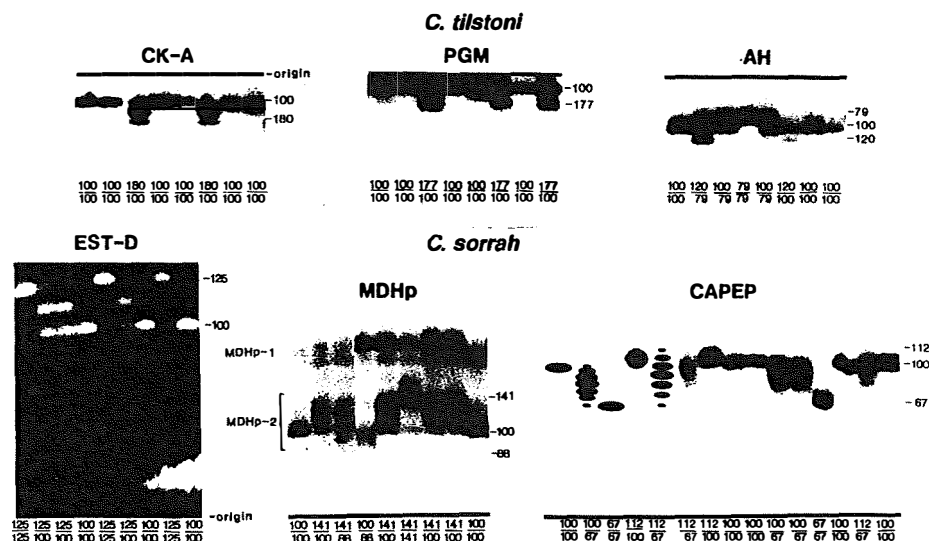 C. tilstoni
CK-A PGM AH
-origin
-100
-180
-100
-177
-79
-100
-120
100 100 180 100 100 180 100 100
100 100 100 100 100 100 100 100
100 100 177 100 100 177 100 177
100 100 100 100 100 100 100 100
100 120 100 79 100 120 100 100
100 79 79 79 79 100 100 100
C. sorrah
EST-D MDHp CAPEP
-125
-100
-origin
MDHp-1
MDHp-2
-141
-100
-88
-112
-100
-67
125 125 125 100 125 125 100 125 100
125 100 100 100 125 100 100 125 100
100 141 141 100 141 141 141 141 100
100 100 88 88 100 141 100 100 100
100 100 67 112 112 112 112 100 100 100 100 67 100 112 100
100 67 67 100 67 67 100 100 100 67 67 67 100 67 100